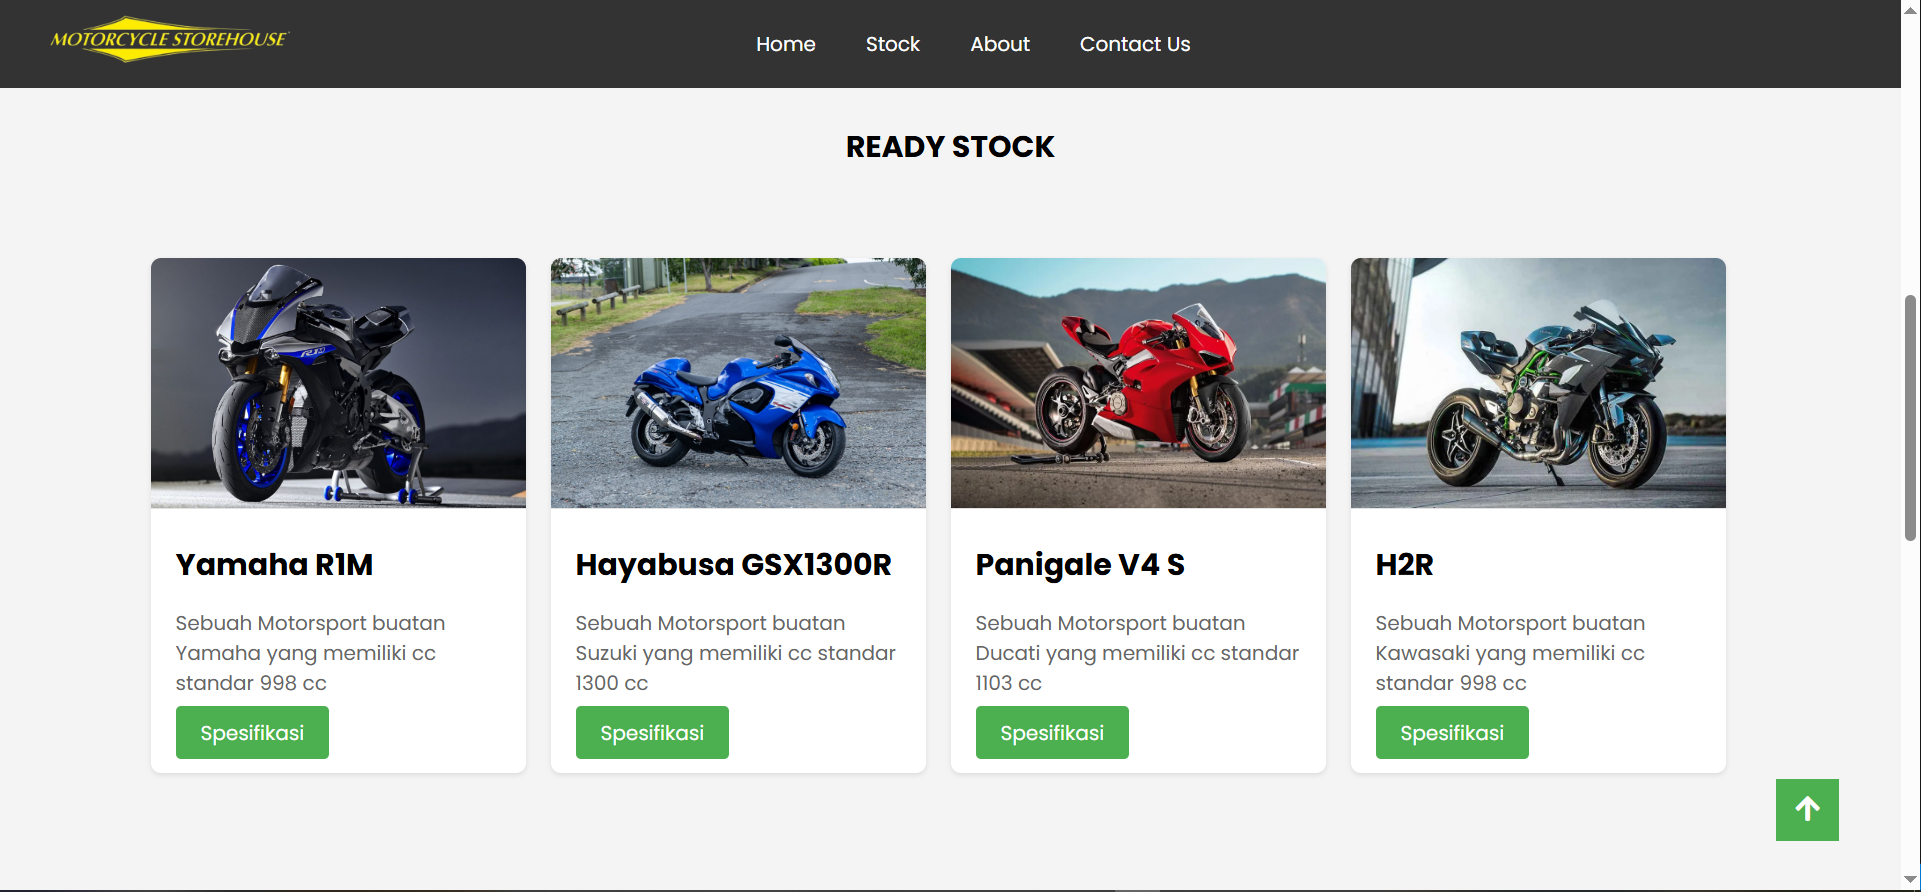 MOTORCYCLE STOREHOUSE
Home Stock About Contact Us
READY STOCK
R1M
Yamaha R1M
Sebuah Motorsport buatan
Yamaha yang memiliki cc
standar 998 cc
Spesifikasi
Hayabusa GSX1300R
Sebuah Motorsport buatan
Suzuki yang memiliki cc standar
1300 cc
Spesifikasi
Panigale V4 S
Sebuah Motorsport buatan
Ducati yang memiliki cc standar
1103 cc
Spesifikasi
H2R
Sebuah Motorsport buatan
Kawasaki yang memiliki cc
standar 998 cc
Spesifikasi